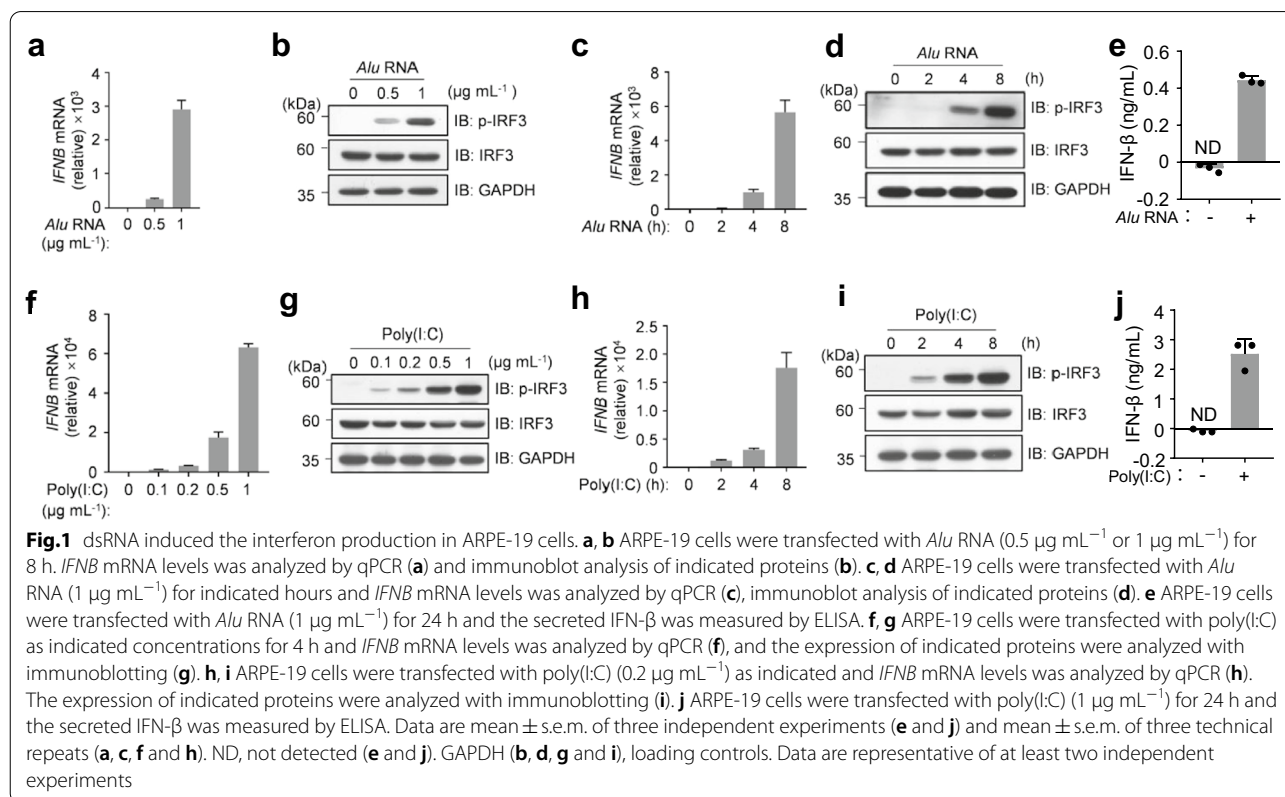 a
IFNB mRNA
(relative) ×10³
4
3
2
1
0
Alu RNA 0 0.5 1
(µg mL⁻¹):
b
Alu RNA
0 0.5 1 (µg mL⁻¹)
(kDa)
60 IB: p-IRF3
60 IB: IRF3
35 IB: GAPDH
c
IFNB mRNA
(relative) ×10³
8
6
4
2
0
Alu RNA (h): 0 2 4 8
d
Alu RNA
0 2 4 8 (h)
(kDa)
60 IB: p-IRF3
60 IB: IRF3
35 IB: GAPDH
e
IFN-β (ng/mL)
0.6
0.4
0.2
0
-0.2
ND
Alu RNA : - +
f
IFNB mRNA
(relative) ×10⁴
8
6
4
2
0
Poly(I:C) 0 0.1 0.2 0.5 1
(µg mL⁻¹):
g
Poly(I:C)
0 0.1 0.2 0.5 1 (µg mL⁻¹)
(kDa)
60 IB: p-IRF3
60 IB: IRF3
35 IB: GAPDH
h
IFNB mRNA
(relative) ×10⁴
2.5
2.0
1.5
1.0
0.5
0
Poly(I:C) (h): 0 2 4 8
i
Poly(I:C)
0 2 4 8 (h)
(kDa)
60 IB: p-IRF3
60 IB: IRF3
35 IB: GAPDH
j
IFN-β (ng/mL)
4
3
2
1
0
-0.2
ND
Poly(I:C) : - +
Fig.1 dsRNA induced the interferon production in ARPE-19 cells. a, b ARPE-19 cells were transfected with Alu RNA (0.5 µg mL⁻¹ or 1 µg mL⁻¹) for
8 h. IFNB mRNA levels was analyzed by qPCR (a) and immunoblot analysis of indicated proteins (b). c, d ARPE-19 cells were transfected with Alu
RNA (1 µg mL⁻¹) for indicated hours and IFNB mRNA levels was analyzed by qPCR (c), immunoblot analysis of indicated proteins (d). e ARPE-19 cells
were transfected with Alu RNA (1 µg mL⁻¹) for 24 h and the secreted IFN-β was measured by ELISA. f, g ARPE-19 cells were transfected with poly(I:C)
as indicated concentrations for 4 h and IFNB mRNA levels was analyzed by qPCR (f), and the expression of indicated proteins were analyzed with
immunoblotting (g). h, i ARPE-19 cells were transfected with poly(I:C) (0.2 µg mL⁻¹) as indicated and IFNB mRNA levels was analyzed by qPCR (h).
The expression of indicated proteins were analyzed with immunoblotting (i). j ARPE-19 cells were transfected with poly(I:C) (1 µg mL⁻¹) for 24 h and
the secreted IFN-β was measured by ELISA. Data are mean ± s.e.m. of three independent experiments (e and j) and mean ± s.e.m. of three technical
repeats (a, c, f and h). ND, not detected (e and j). GAPDH (b, d, g and i), loading controls. Data are representative of at least two independent
experiments